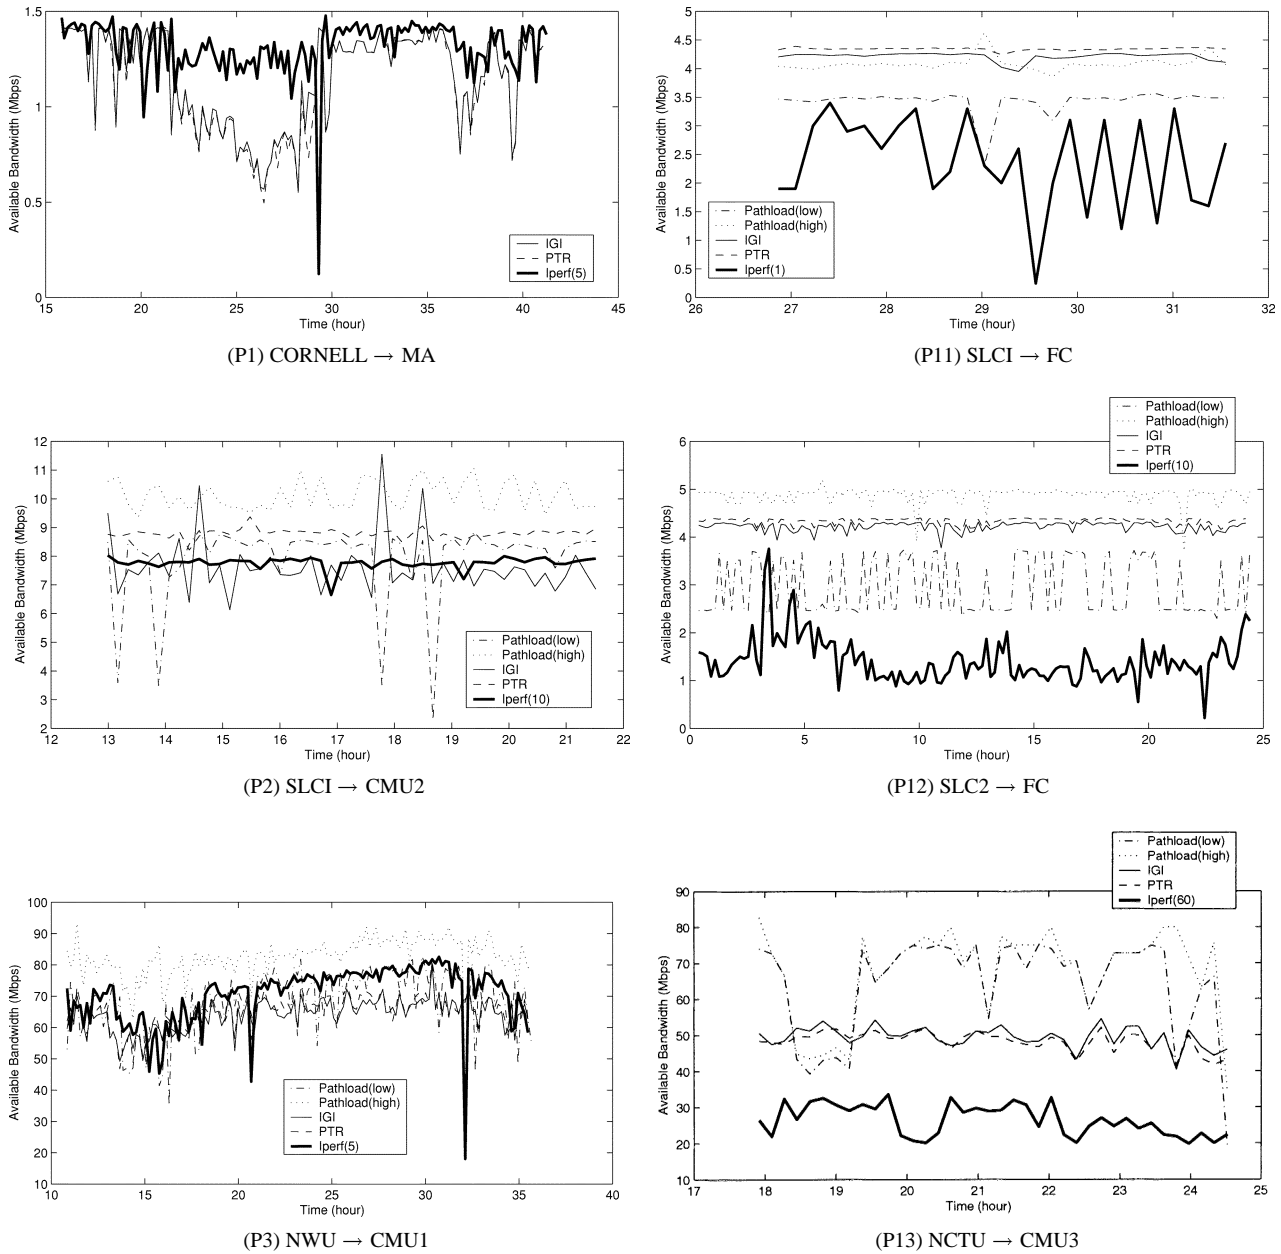 1.5
1
0.5
0
15 20 25 30 35 40 45
Available Bandwidth (Mbps)
Time (hour)
IGI
PTR
Iperf(5)
(P1) CORNELL → MA
5
4.5
4
3.5
3
2.5
2
1.5
1
0.5
0
26 27 28 29 30 31 32
Available Bandwidth (Mbps)
Time (hour)
Pathload(low)
Pathload(high)
IGI
PTR
Iperf(1)
(P11) SLCI → FC
12
11
10
9
8
7
6
5
4
3
2
12 13 14 15 16 17 18 19 20 21 22
Available Bandwidth (Mbps)
Time (hour)
Pathload(low)
Pathload(high)
IGI
PTR
Iperf(10)
(P2) SLCI → CMU2
Pathload(low)
Pathload(high)
IGI
PTR
Iperf(10)
6
5
4
3
2
1
0
0 5 10 15 20 25
Available Bandwidth (Mbps)
Time (hour)
(P12) SLC2 → FC
100
90
80
70
60
50
40
30
20
10
10 15 20 25 30 35 40
Available Bandwidth (Mbps)
Time (hour)
Pathload(low)
Pathload(high)
IGI
PTR
Iperf(5)
(P3) NWU → CMU1
Pathload(low)
Pathload(high)
IGI
PTR
Iperf(60)
90
80
70
60
50
40
30
20
10
17 18 19 20 21 22 23 24 25
Available Bandwidth (Mbps)
Time (hour)
(P13) NCTU → CMU3